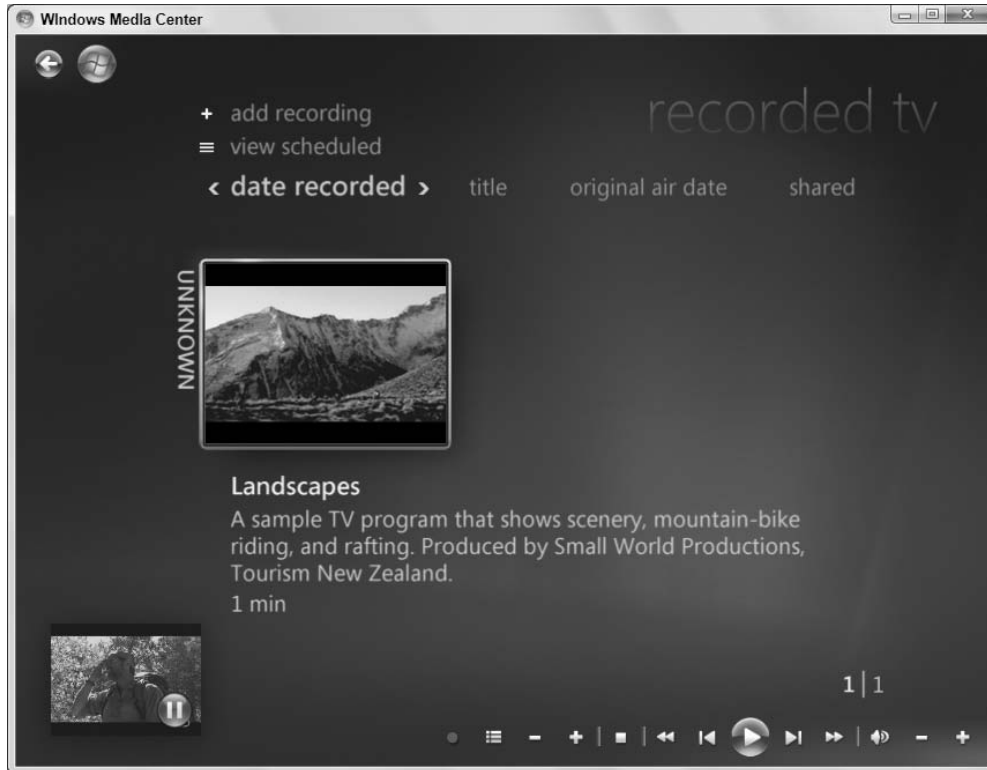 WIndows Medla Center
recorded tv
+ add recording
≡ view scheduled
< date recorded > title original air date shared
UNKNOWN
Landscapes
A sample TV program that shows scenery, mountain-bike
riding, and rafting. Produced by Small World Productions,
Tourism New Zealand.
1 min
1|1